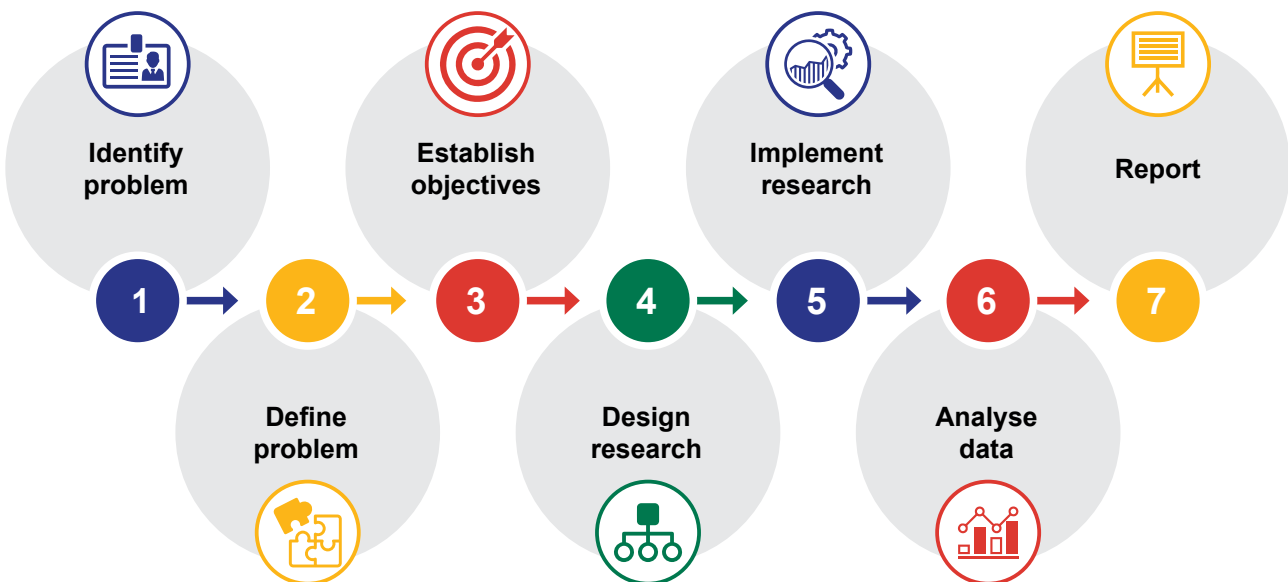 Identify
problem
Establish
objectives
Implement
research
Report
1
2
3
4
5
6
7
Define
problem
Design
research
Analyse
data